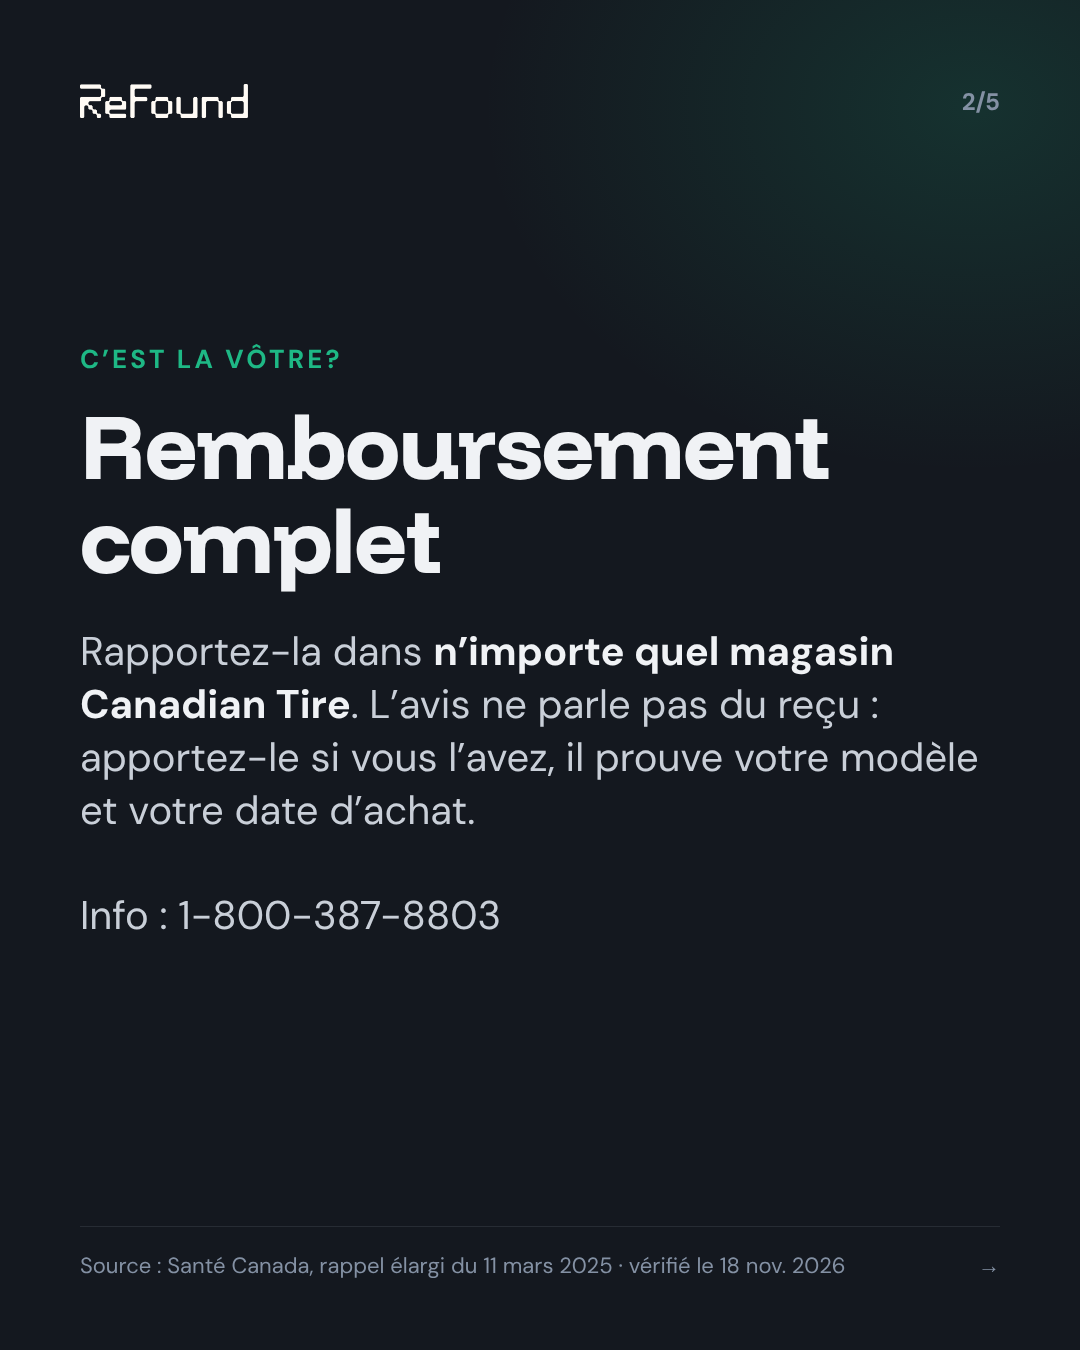 ReFound
2/5
C’EST LA VÔTRE?
Remboursement
complet
Rapportez-la dans n’importe quel magasin
Canadian Tire. L’avis ne parle pas du reçu :
apportez-le si vous l’avez, il prouve votre modèle
et votre date d’achat.
Info : 1-800-387-8803
Source : Santé Canada, rappel élargi du 11 mars 2025 · vérifié le 18 nov. 2026 →